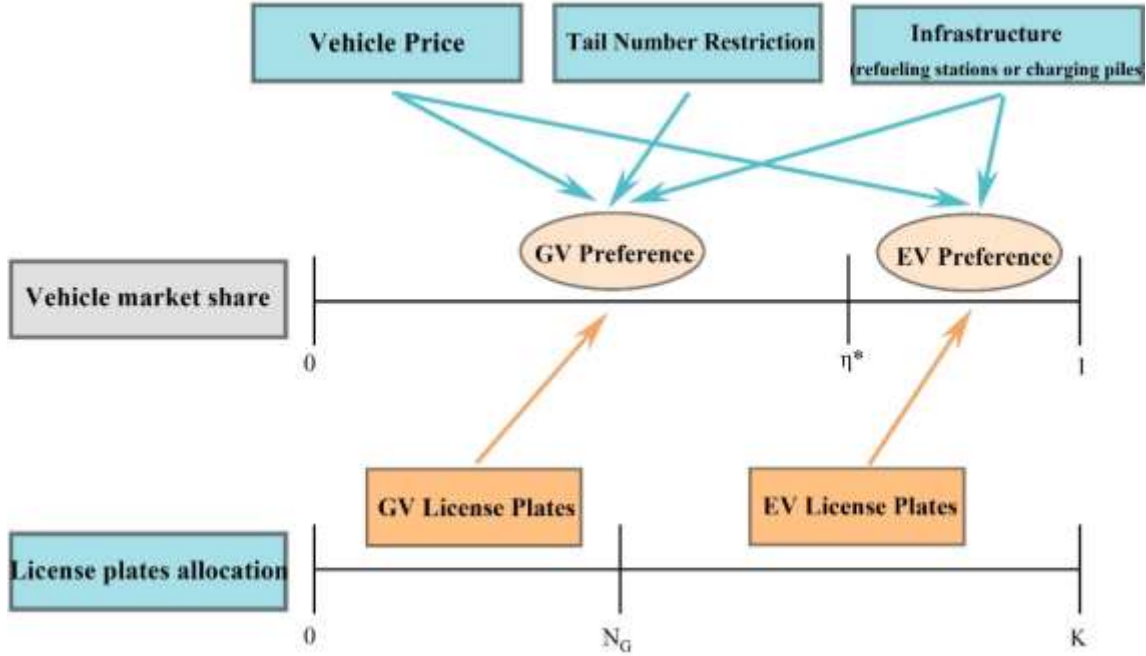 Vehicle Price
Tail Number Restriction
Infrastructure
(refueling stations or charging piles)
GV Preference
EV Preference
Vehicle market share
0
η*
1
GV License Plates
EV License Plates
License plates allocation
0
N_G
K